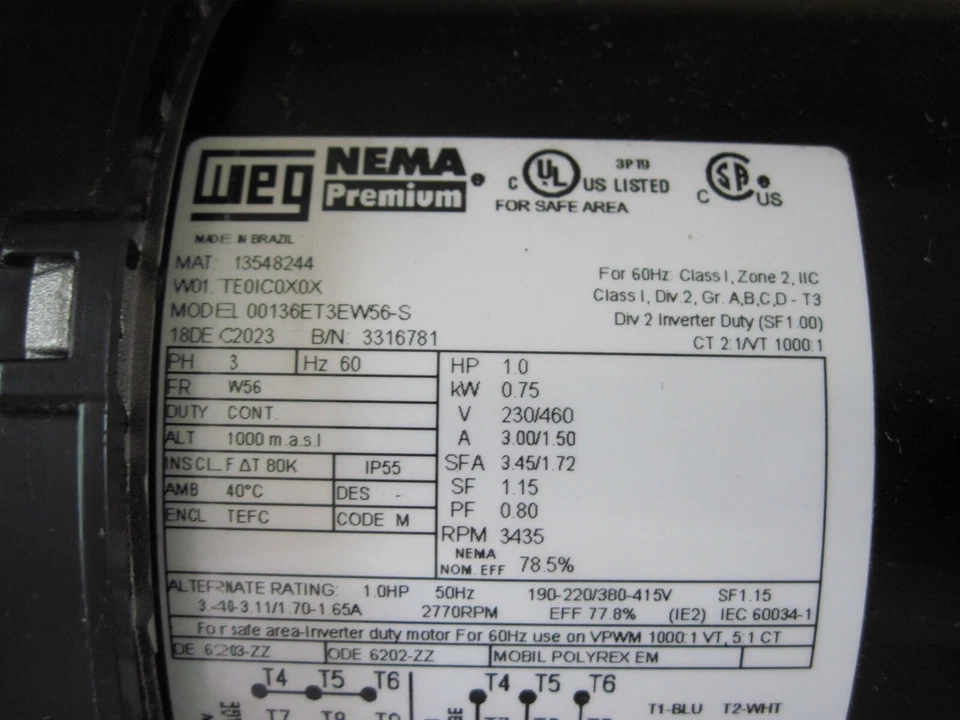 WEG NEMA Premium
C UL US LISTED 3P19
FOR SAFE AREA
C SA US
MADE IN BRAZIL
MAT: 13548244
W01. TE0IC0X0X
MODEL 00136ET3EW56-S
18DEC2023 B/N: 3316781
For 60Hz: Class I, Zone 2, IIC
Class I, Div.2, Gr. A,B,C,D - T3
Div 2 Inverter Duty (SF1.00)
CT 2:1/VT 1000:1
PH 3 Hz 60
FR W56
DUTY CONT.
ALT 1000 m.a.s.l
INS CL. F ΔT 80K IP55
AMB 40°C DES -
ENCL TEFC CODE M
HP 1.0
kW 0.75
V 230/460
A 3.00/1.50
SFA 3.45/1.72
SF 1.15
PF 0.80
RPM 3435
NEMA NOM. EFF 78.5%
ALTERNATE RATING: 1.0HP 50Hz 190-220/380-415V SF1.15
3.40-3.11/1.70-1.65A 2770RPM EFF 77.8% (IE2) IEC 60034-1
For safe area-Inverter duty motor For 60Hz use on VPWM 1000:1 VT, 5:1 CT
DE 6203-ZZ ODE 6202-ZZ MOBIL POLYREX EM
T4 T5 T6 T4 T5 T6
T1-BLU T2-WHT